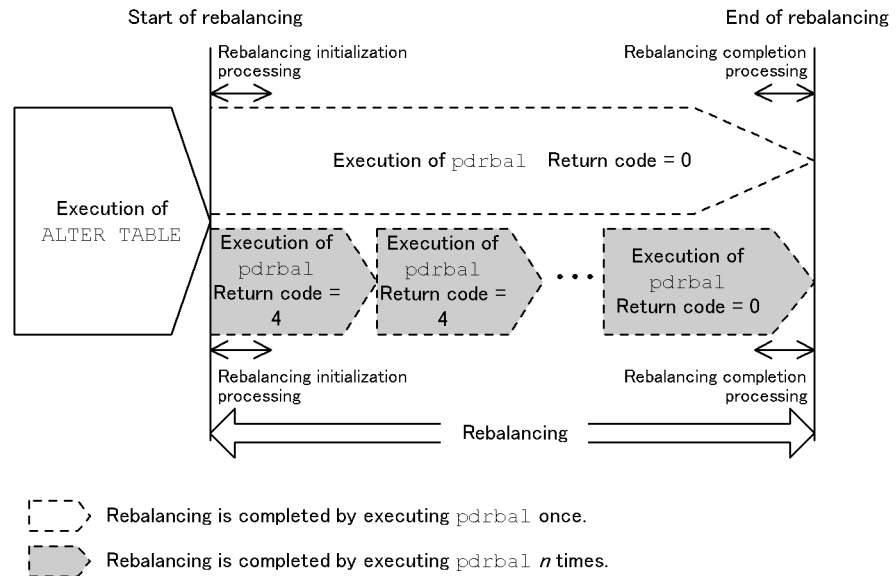 Start of rebalancing
End of rebalancing
Rebalancing initialization
processing
Rebalancing completion
processing
Execution of pdrbal Return code = 0
Execution of
ALTER TABLE
Execution of
pdrbal
Return code =
4
Execution of
pdrbal
Return code =
4
• • •
Execution of
pdrbal
Return code = 0
Rebalancing initialization
processing
Rebalancing completion
processing
Rebalancing
Rebalancing is completed by executing pdrbal once.
Rebalancing is completed by executing pdrbal n times.